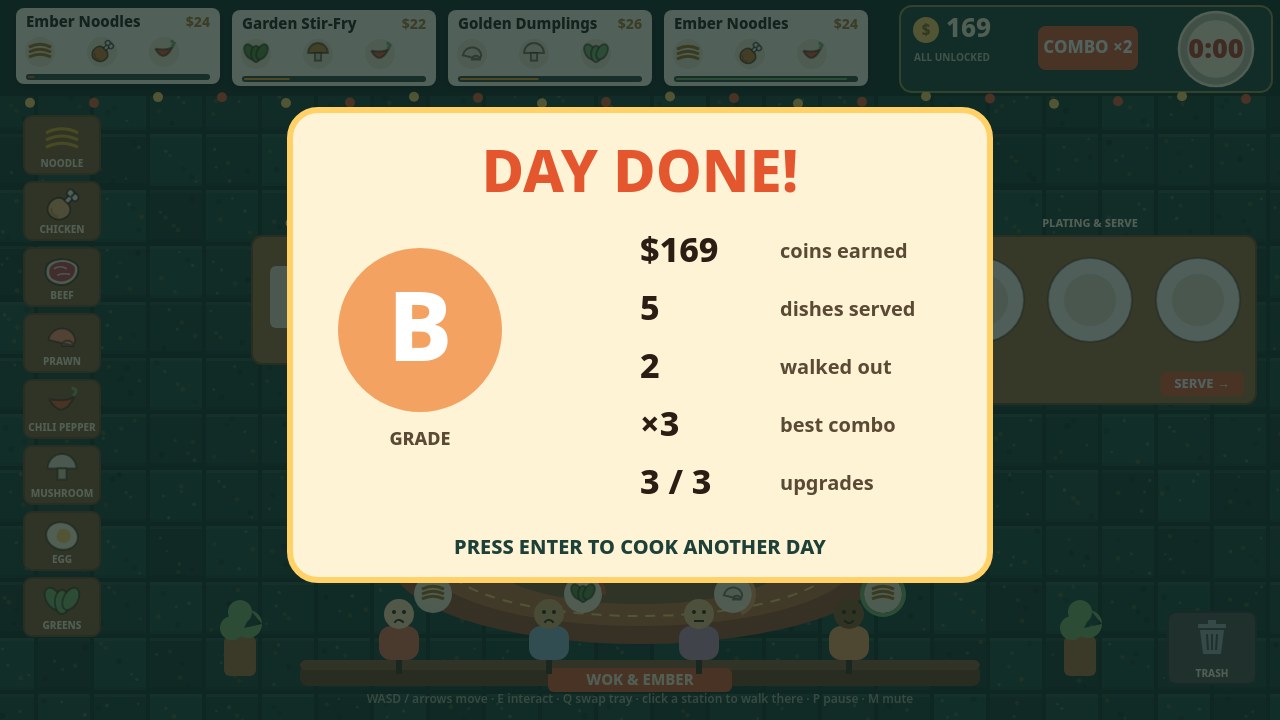 Ember Noodles $24
Garden Stir-Fry $22
Golden Dumplings $26
Ember Noodles $24
$ 169
ALL UNLOCKED
COMBO ×2
0:00
NOODLE
CHICKEN
BEEF
PRAWN
CHILI PEPPER
MUSHROOM
EGG
GREENS
PLATING & SERVE
SERVE →
DAY DONE!
B
GRADE
$169 coins earned
5 dishes served
2 walked out
×3 best combo
3 / 3 upgrades
PRESS ENTER TO COOK ANOTHER DAY
TRASH
WOK & EMBER
WASD / arrows move · E interact · Q swap tray · click a station to walk there · P pause · M mute